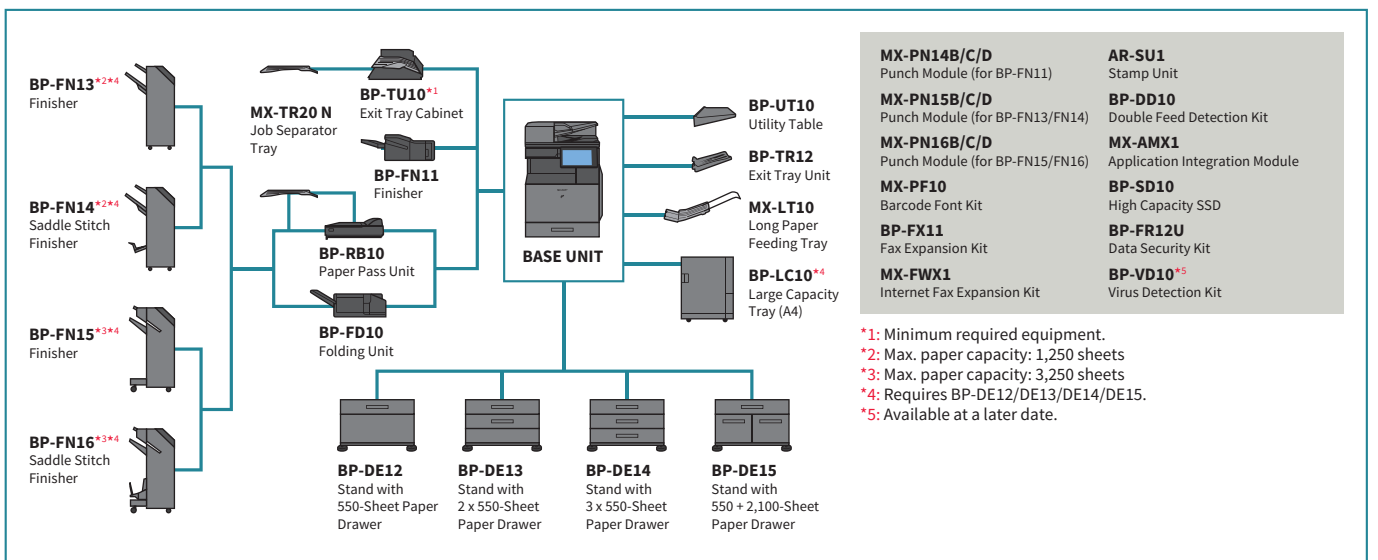 BP-FN13*2*4
Finisher
BP-FN14*2*4
Saddle Stitch
Finisher
BP-FN15*3*4
Finisher
BP-FN16*3*4
Saddle Stitch
Finisher
MX-TR20 N
Job Separator
Tray
BP-TU10*1
Exit Tray Cabinet
BP-FN11
Finisher
BP-RB10
Paper Pass Unit
BP-FD10
Folding Unit
BASE UNIT
BP-UT10
Utility Table
BP-TR12
Exit Tray Unit
MX-LT10
Long Paper
Feeding Tray
BP-LC10*4
Large Capacity
Tray (A4)
BP-DE12
Stand with
550-Sheet Paper
Drawer
BP-DE13
Stand with
2 x 550-Sheet
Paper Drawer
BP-DE14
Stand with
3 x 550-Sheet
Paper Drawer
BP-DE15
Stand with
550 + 2,100-Sheet
Paper Drawer
MX-PN14B/C/D
Punch Module (for BP-FN11)
MX-PN15B/C/D
Punch Module (for BP-FN13/FN14)
MX-PN16B/C/D
Punch Module (for BP-FN15/FN16)
MX-PF10
Barcode Font Kit
BP-FX11
Fax Expansion Kit
MX-FWX1
Internet Fax Expansion Kit
AR-SU1
Stamp Unit
BP-DD10
Double Feed Detection Kit
MX-AMX1
Application Integration Module
BP-SD10
High Capacity SSD
BP-FR12U
Data Security Kit
BP-VD10*5
Virus Detection Kit
*1: Minimum required equipment.
*2: Max. paper capacity: 1,250 sheets
*3: Max. paper capacity: 3,250 sheets
*4: Requires BP-DE12/DE13/DE14/DE15.
*5: Available at a later date.